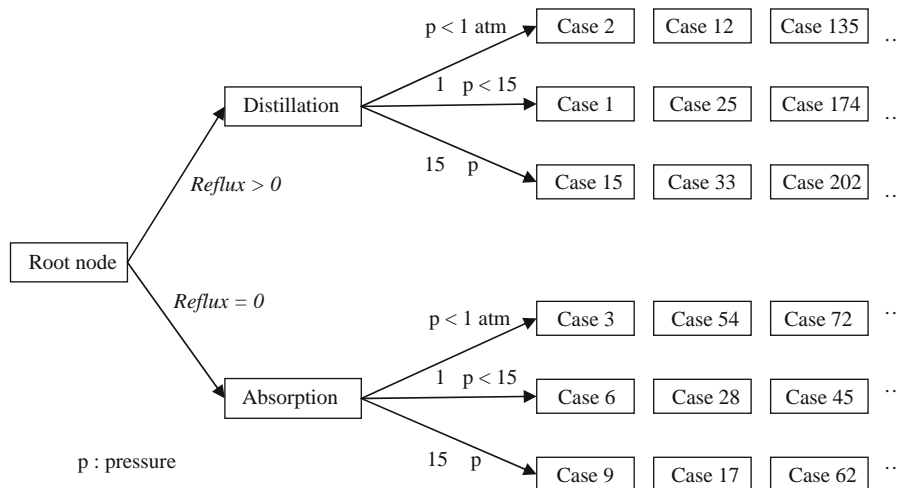 p < 1 atm
Case 2
Case 12
Case 135
...
Distillation
1 p < 15
Case 1
Case 25
Case 174
...
15 p
Case 15
Case 33
Case 202
...
Reflux > 0
Root node
Reflux = 0
p < 1 atm
Case 3
Case 54
Case 72
...
Absorption
1 p < 15
Case 6
Case 28
Case 45
...
15 p
Case 9
Case 17
Case 62
...
p : pressure